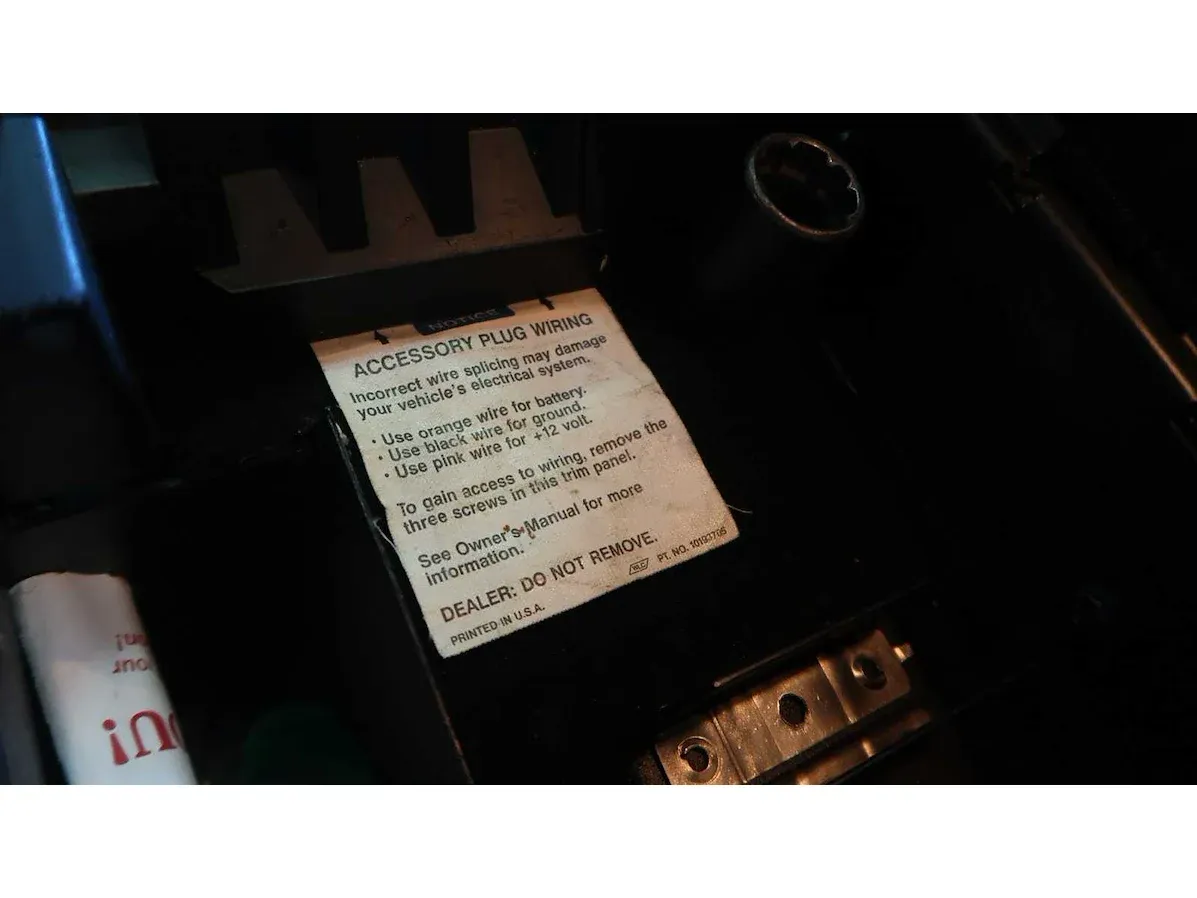 NOTICE
ACCESSORY PLUG WIRING
Incorrect wire splicing may damage
your vehicle's electrical system.
• Use orange wire for battery.
• Use black wire for ground.
• Use pink wire for +12 volt.
To gain access to wiring, remove the
three screws in this trim panel.
See Owner's Manual for more
information.
DEALER: DO NOT REMOVE.
PRINTED IN U.S.A.
PT. NO. 10193705
your